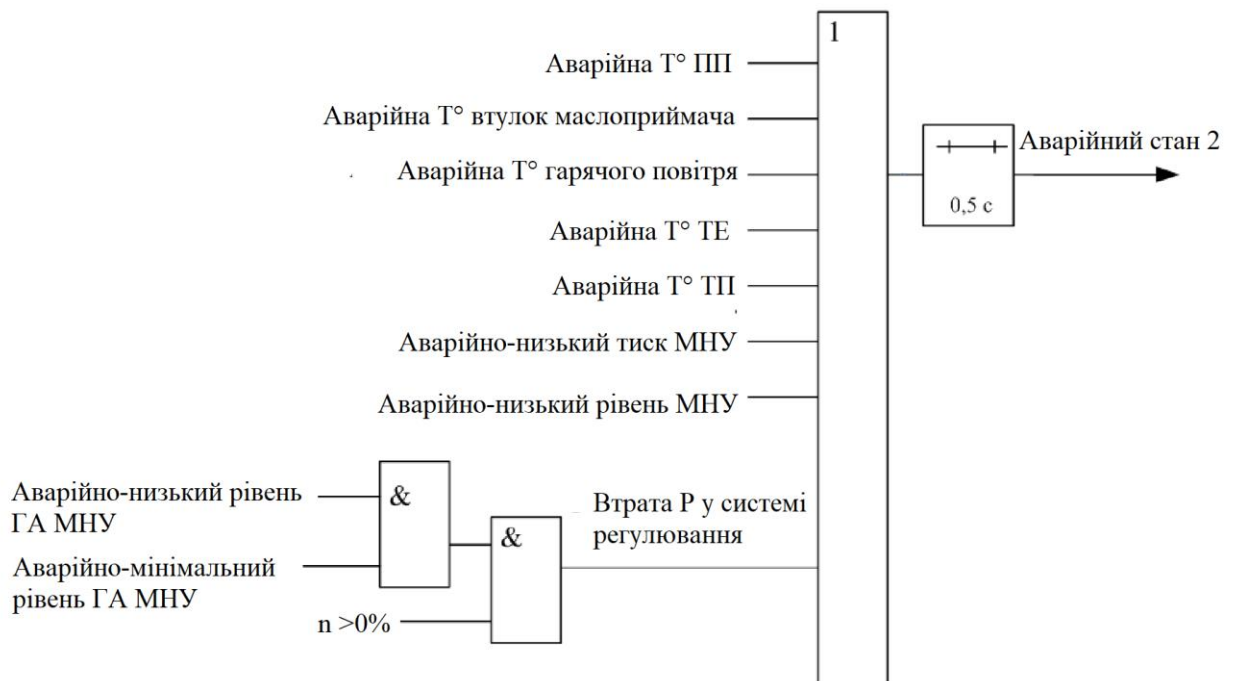 1
Аварійна Т° ПП
Аварійна Т° втулок маслоприймача
Аварійний стан 2
Аварійна Т° гарячого повітря
0,5 с
Аварійна Т° ТЕ
Аварійна Т° ТП
Аварійно-низький тиск МНУ
Аварійно-низький рівень МНУ
Аварійно-низький рівень
ГА МНУ
&
Втрата Р у системі
регулювання
&
Аварійно-мінімальний
рівень ГА МНУ
n >0%